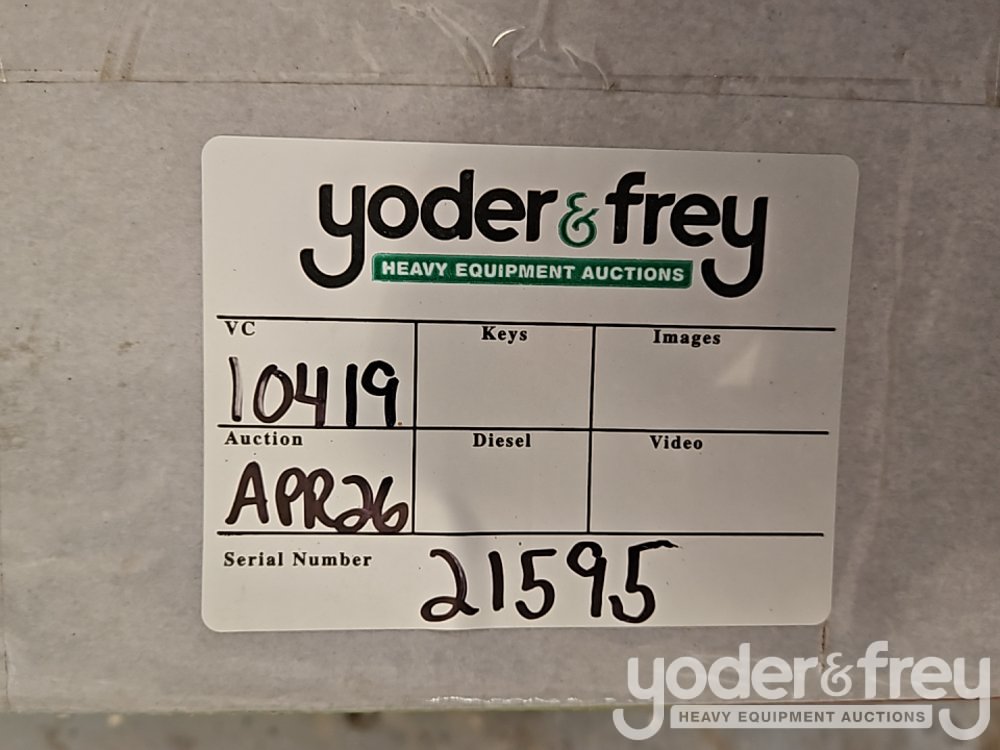 yoder & frey
HEAVY EQUIPMENT AUCTIONS
VC Keys Images
10419
Auction Diesel Video
APR26
Serial Number 21595
yoder & frey
HEAVY EQUIPMENT AUCTIONS